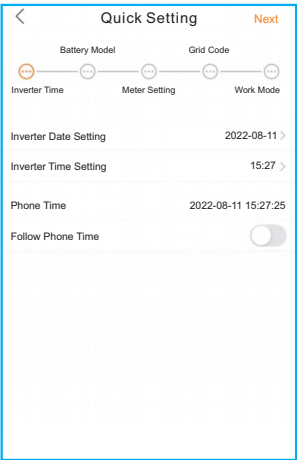 Quick Setting Next
Battery Model Grid Code
Inverter Time Meter Setting Work Mode
Inverter Date Setting 2022-08-11
Inverter Time Setting 15:27
Phone Time 2022-08-11 15:27:25
Follow Phone Time